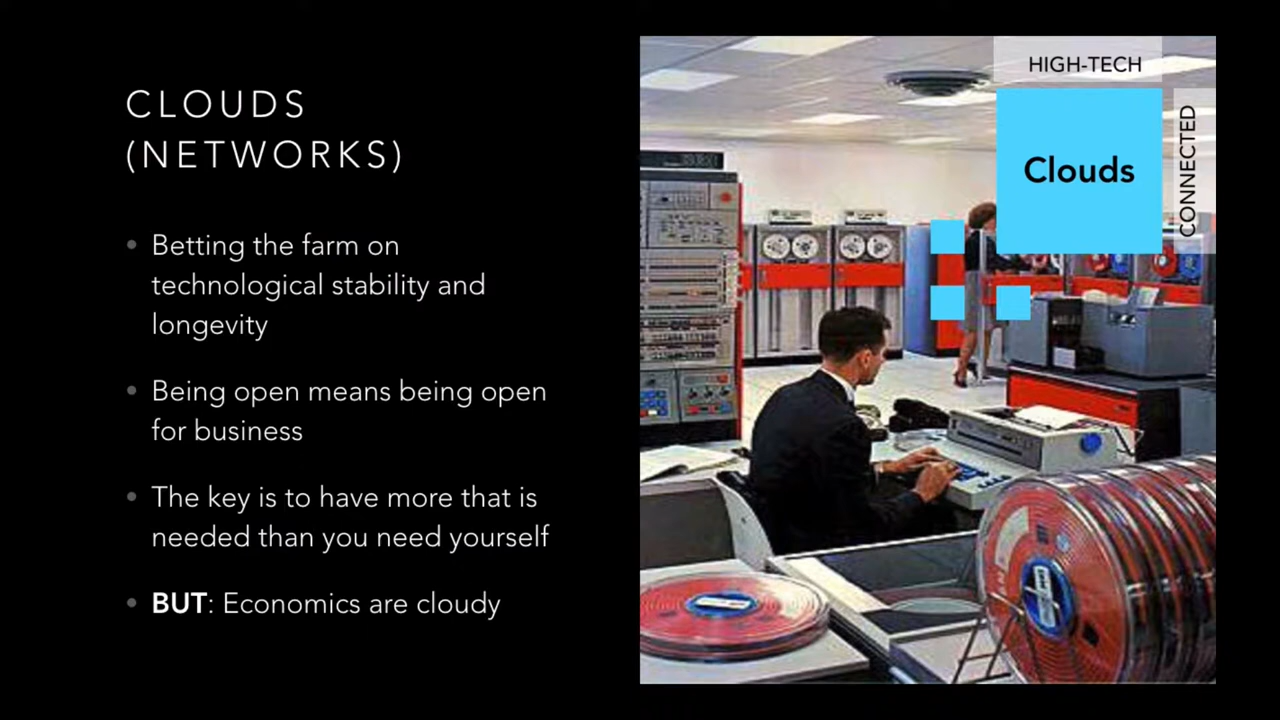 CLOUDS
(NETWORKS)
• Betting the farm on
technological stability and
longevity
• Being open means being open
for business
• The key is to have more that is
needed than you need yourself
• BUT: Economics are cloudy
HIGH-TECH
Clouds
CONNECTED